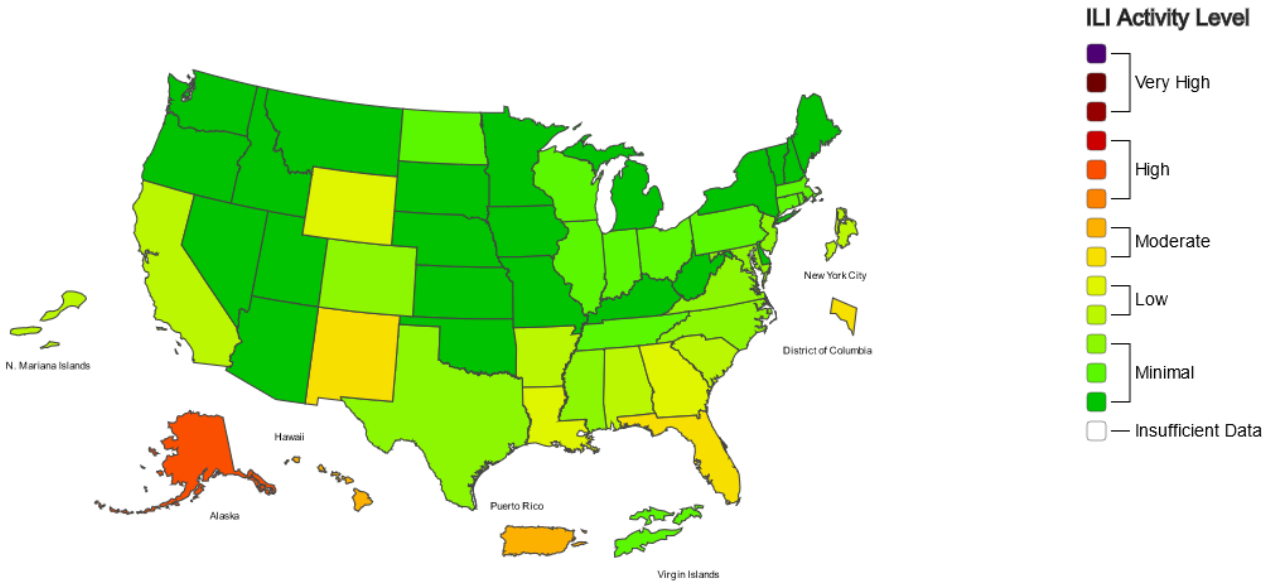 ILI Activity Level
Very High
High
Moderate
Low
Minimal
Insufficient Data
New York City
District of Columbia
N. Mariana Islands
Hawaii
Alaska
Puerto Rico
Virgin Islands